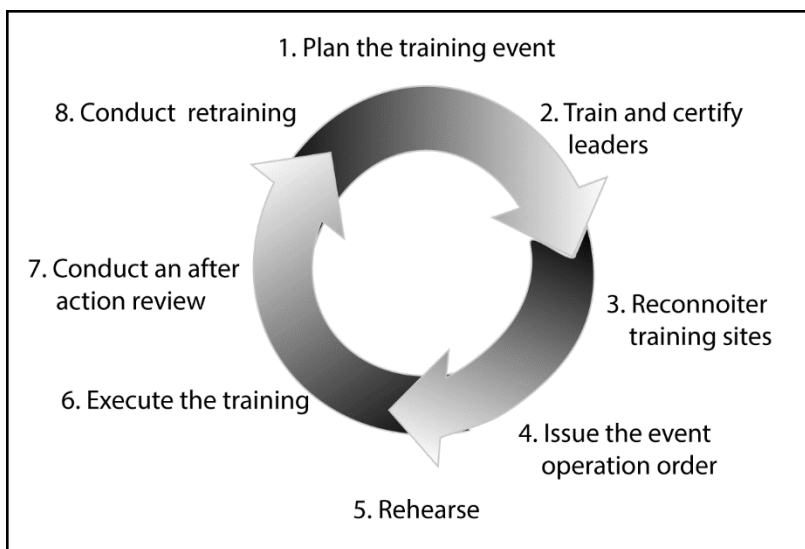 1. Plan the training event
2. Train and certify
leaders
3. Reconnoiter
training sites
4. Issue the event
operation order
5. Rehearse
6. Execute the training
7. Conduct an after
action review
8. Conduct retraining